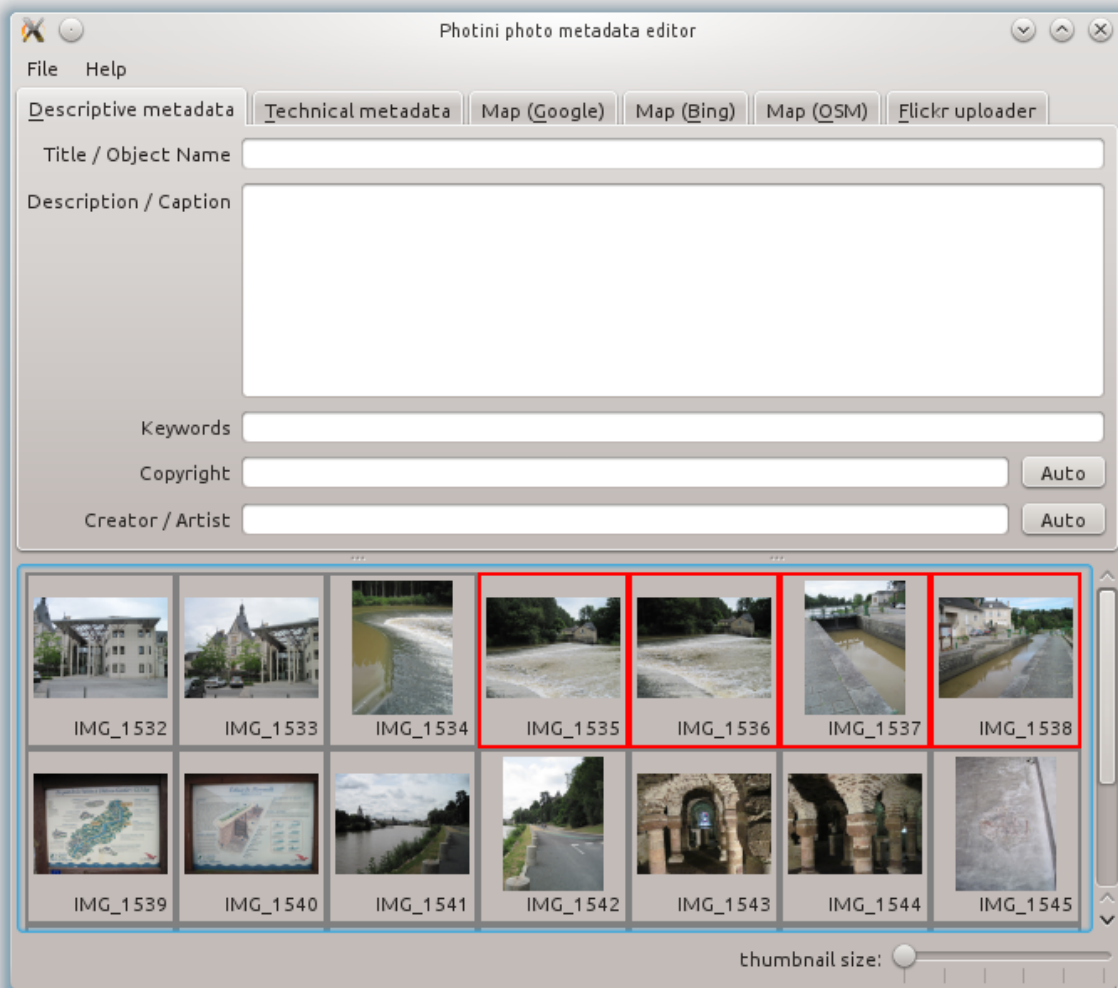 Photini photo metadata editor
File Help
Descriptive metadata Technical metadata Map (Google) Map (Bing) Map (OSM) Flickr uploader
Title / Object Name
Description / Caption
Keywords
Copyright Auto
Creator / Artist Auto
IMG_1532 IMG_1533 IMG_1534 IMG_1535 IMG_1536 IMG_1537 IMG_1538
IMG_1539 IMG_1540 IMG_1541 IMG_1542 IMG_1543 IMG_1544 IMG_1545
thumbnail size: